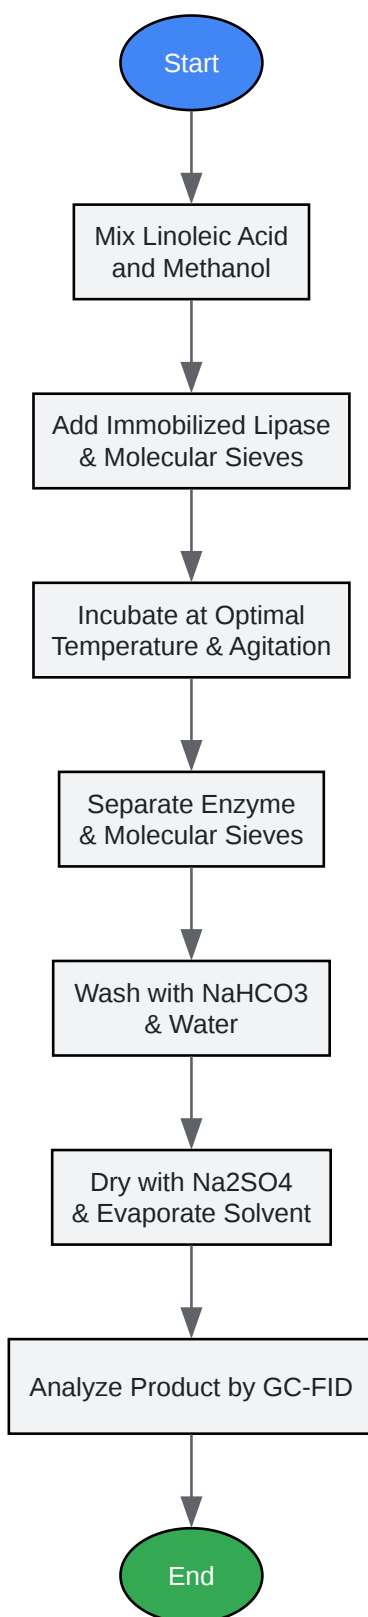 Start
Mix Linoleic Acid
and Methanol
Add Immobilized Lipase
& Molecular Sieves
Incubate at Optimal
Temperature & Agitation
Separate Enzyme
& Molecular Sieves
Wash with NaHCO3
& Water
Dry with Na2SO4
& Evaporate Solvent
Analyze Product by GC-FID
End